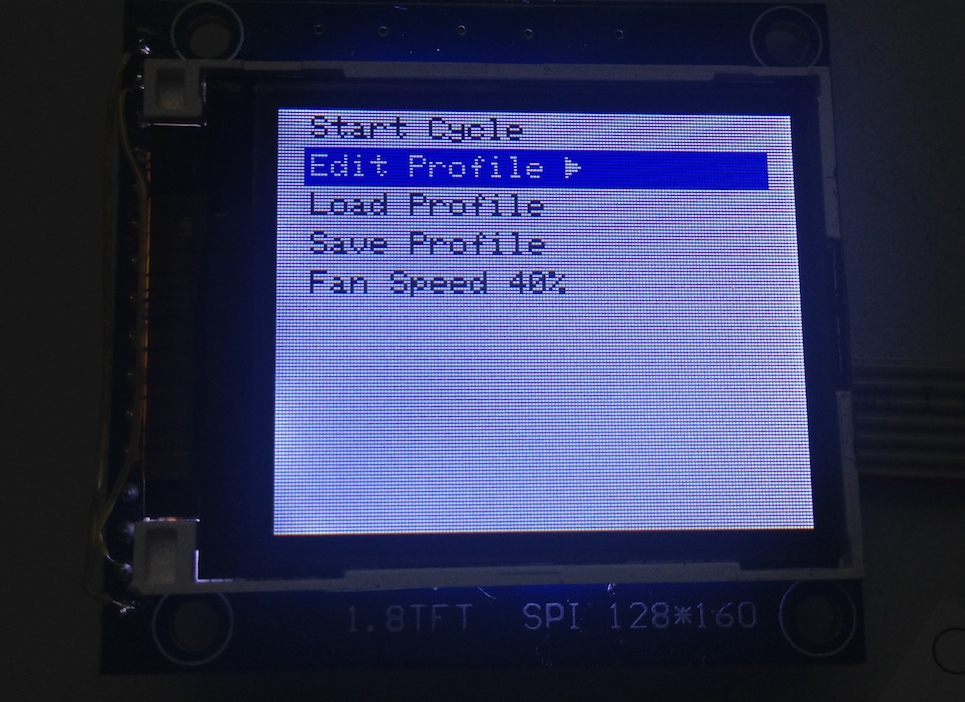 Start Cycle
Edit Profile ▶
Load Profile
Save Profile
Fan Speed 40%
1.8TFT SPI 128*160